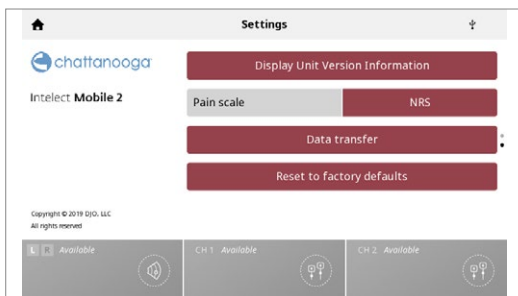 Settings
chattanooga
Intelect Mobile 2
Display Unit Version Information
Pain scale NRS
Data transfer
Reset to factory defaults
Copyright © 2019 DJO, LLC
All rights reserved
L R Available
CH 1 Available
CH 2 Available